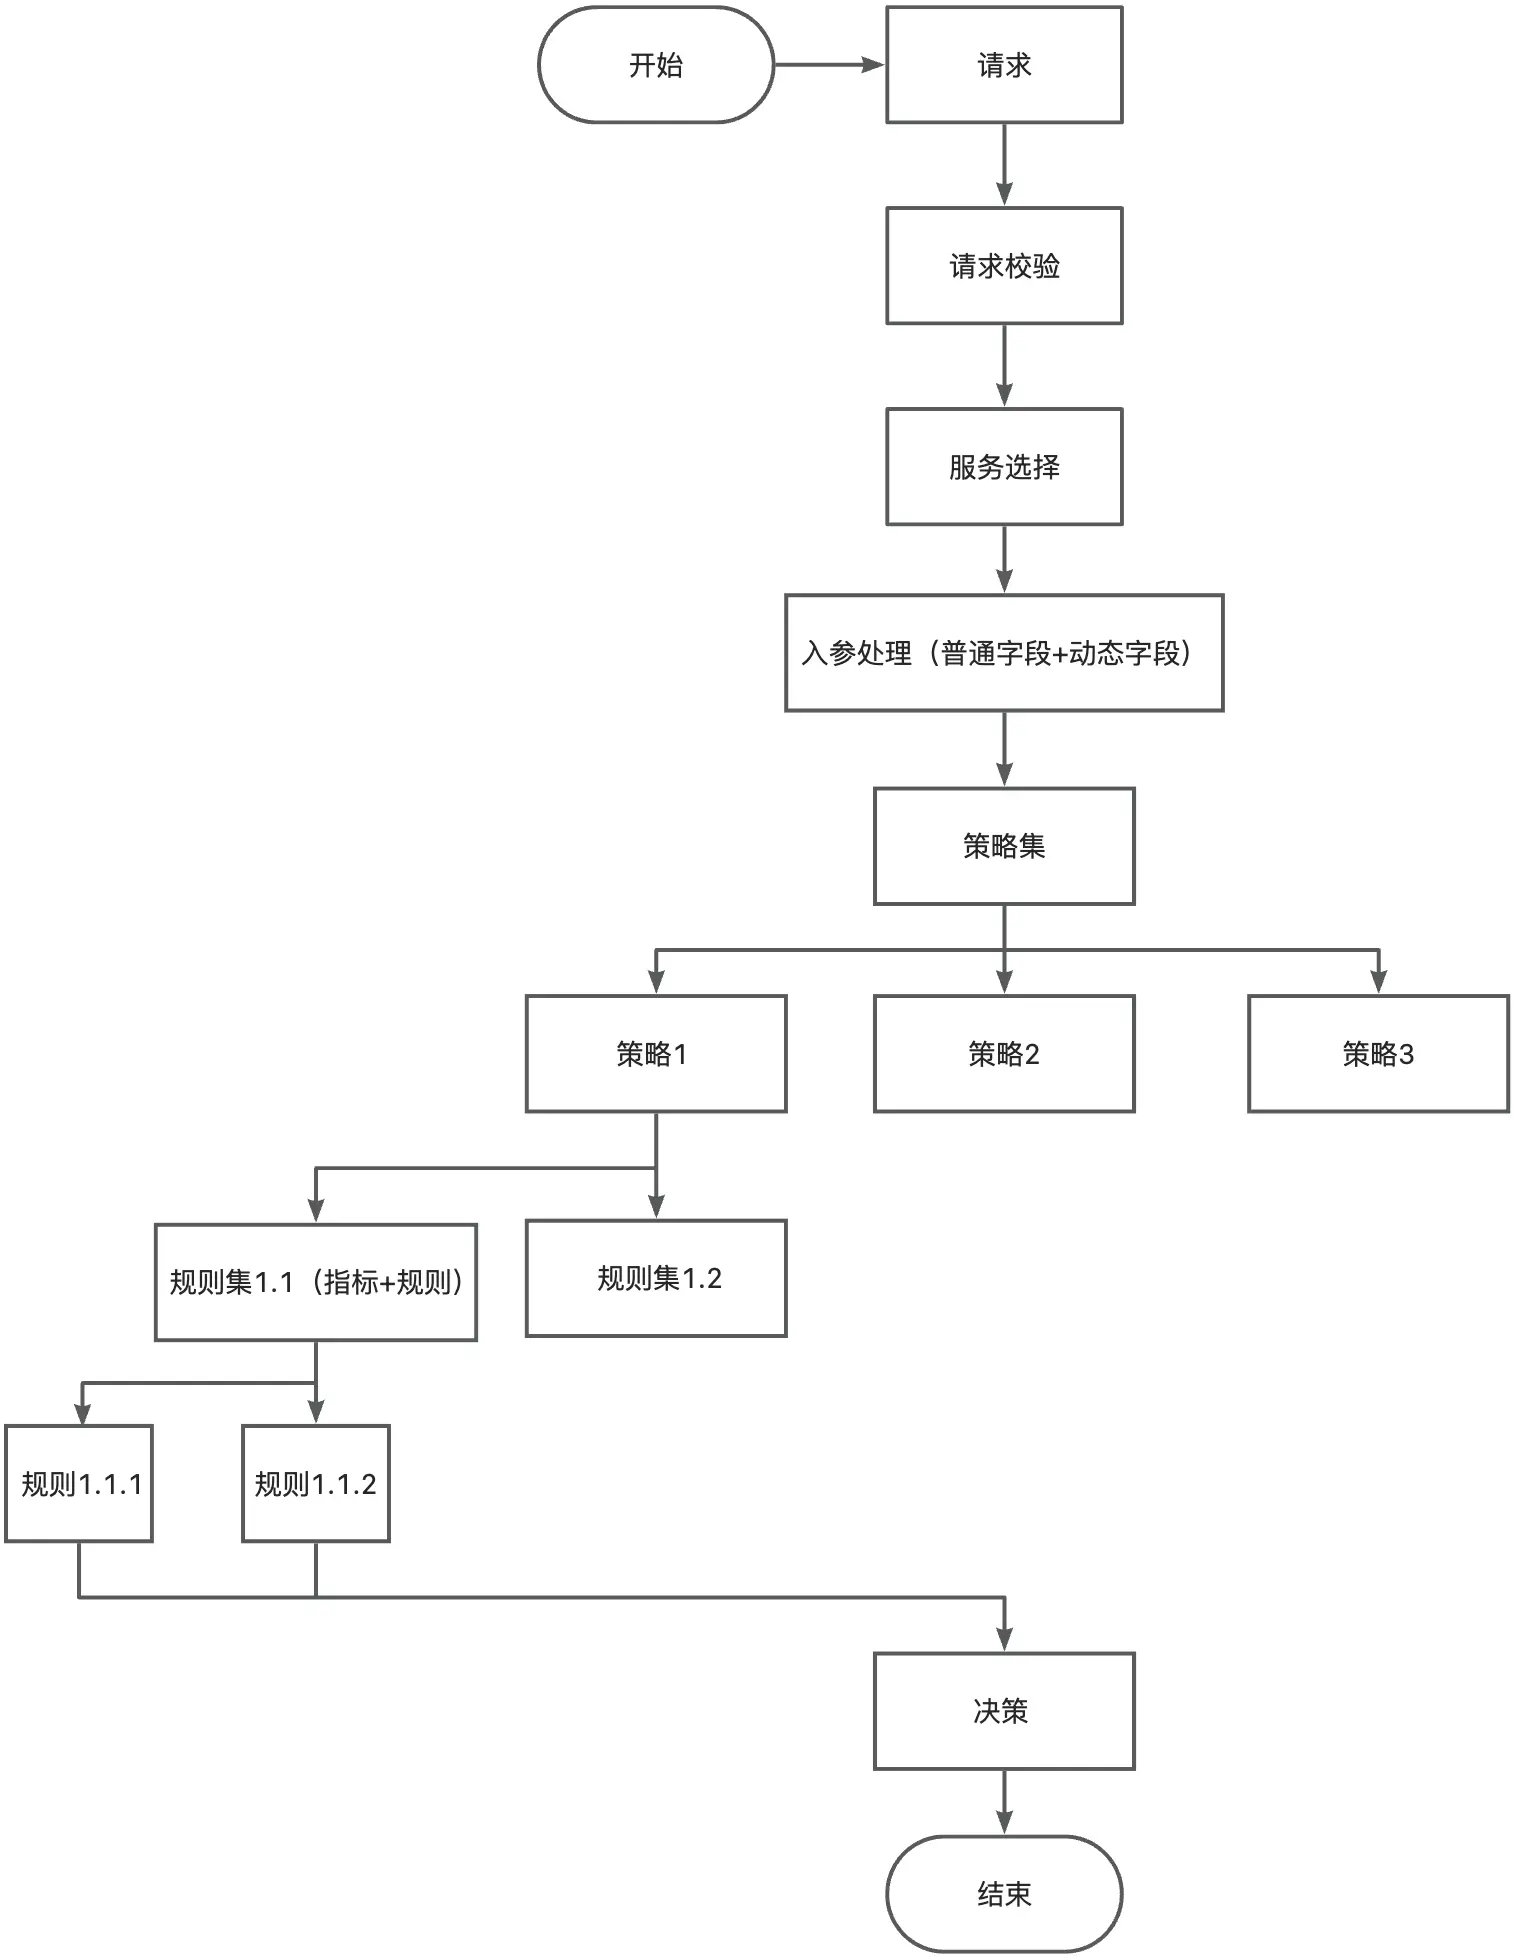 开始
请求
请求校验
服务选择
入参处理（普通字段+动态字段）
策略集
策略1
策略2
策略3
规则集1.1（指标+规则）
规则集1.2
规则1.1.1
规则1.1.2
决策
结束